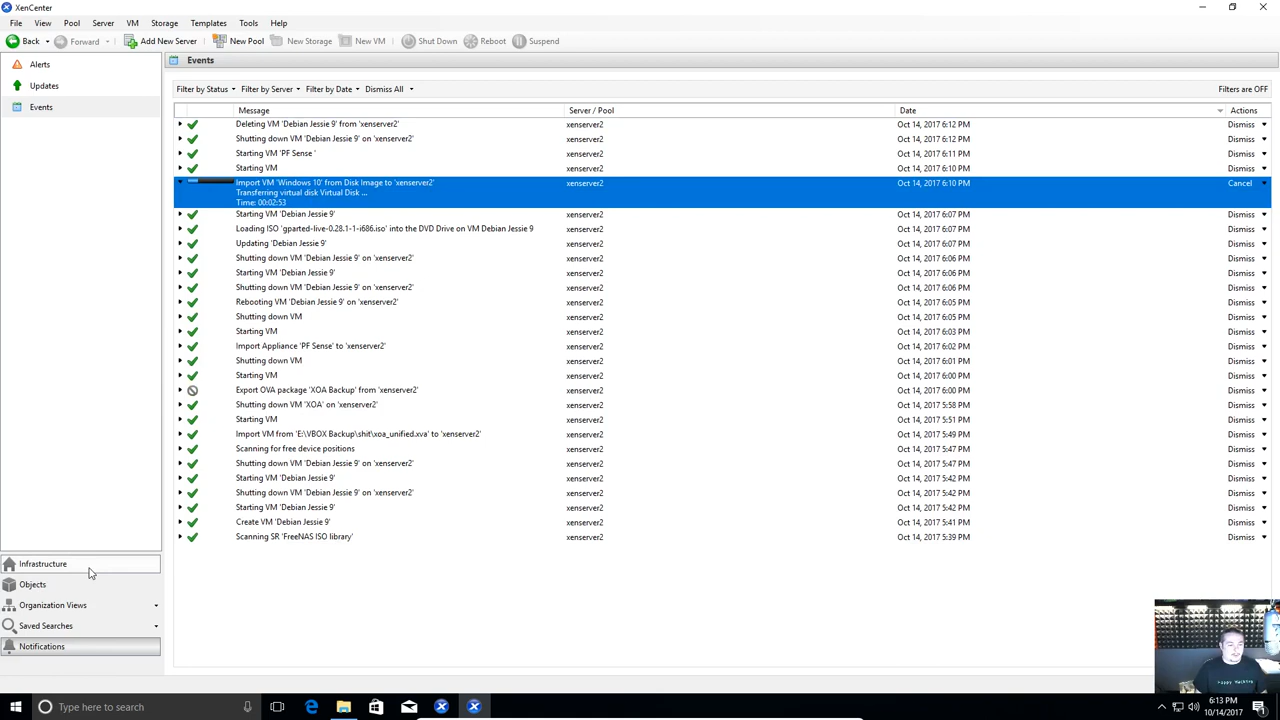 XenCenter
File View Pool Server VM Storage Templates Tools Help
Back Forward Add New Server New Pool New Storage New VM Shut Down Reboot Suspend
Alerts
Updates
Events
Infrastructure
Objects
Organization Views
Saved Searches
Notifications
Events
Filter by Status Filter by Server Filter by Date Dismiss All Filters are OFF
Message Server / Pool Date Actions
Deleting VM 'Debian Jessie 9' from 'xenserver2' xenserver2 Oct 14, 2017 6:12 PM Dismiss
Shutting down VM 'Debian Jessie 9' on 'xenserver2' xenserver2 Oct 14, 2017 6:12 PM Dismiss
Starting VM 'PF Sense ' xenserver2 Oct 14, 2017 6:11 PM Dismiss
Starting VM xenserver2 Oct 14, 2017 6:10 PM Dismiss
Import VM 'Windows 10' from Disk Image to 'xenserver2' xenserver2 Oct 14, 2017 6:10 PM Cancel
Transferring virtual disk Virtual Disk ...
Time: 00:02:53
Starting VM 'Debian Jessie 9' xenserver2 Oct 14, 2017 6:07 PM Dismiss
Loading ISO 'gparted-live-0.28.1-1-i686.iso' into the DVD Drive on VM Debian Jessie 9 xenserver2 Oct 14, 2017 6:07 PM Dismiss
Updating 'Debian Jessie 9' xenserver2 Oct 14, 2017 6:07 PM Dismiss
Shutting down VM 'Debian Jessie 9' on 'xenserver2' xenserver2 Oct 14, 2017 6:06 PM Dismiss
Starting VM 'Debian Jessie 9' xenserver2 Oct 14, 2017 6:06 PM Dismiss
Shutting down VM 'Debian Jessie 9' on 'xenserver2' xenserver2 Oct 14, 2017 6:06 PM Dismiss
Rebooting VM 'Debian Jessie 9' on 'xenserver2' xenserver2 Oct 14, 2017 6:05 PM Dismiss
Shutting down VM xenserver2 Oct 14, 2017 6:05 PM Dismiss
Starting VM xenserver2 Oct 14, 2017 6:03 PM Dismiss
Import Appliance 'PF Sense' to 'xenserver2' xenserver2 Oct 14, 2017 6:02 PM Dismiss
Shutting down VM xenserver2 Oct 14, 2017 6:01 PM Dismiss
Starting VM xenserver2 Oct 14, 2017 6:00 PM Dismiss
Export OVA package 'XOA Backup' from 'xenserver2' xenserver2 Oct 14, 2017 6:00 PM Dismiss
Shutting down VM 'XOA' on 'xenserver2' xenserver2 Oct 14, 2017 5:58 PM Dismiss
Starting VM xenserver2 Oct 14, 2017 5:51 PM Dismiss
Import VM from 'E:\VBOX Backup\shit\xoa_unified.xva' to 'xenserver2' xenserver2 Oct 14, 2017 5:49 PM Dismiss
Scanning for free device positions xenserver2 Oct 14, 2017 5:49 PM Dismiss
Shutting down VM 'Debian Jessie 9' on 'xenserver2' xenserver2 Oct 14, 2017 5:47 PM Dismiss
Starting VM 'Debian Jessie 9' xenserver2 Oct 14, 2017 5:42 PM Dismiss
Shutting down VM 'Debian Jessie 9' on 'xenserver2' xenserver2 Oct 14, 2017 5:42 PM Dismiss
Starting VM 'Debian Jessie 9' xenserver2 Oct 14, 2017 5:42 PM Dismiss
Create VM 'Debian Jessie 9' xenserver2 Oct 14, 2017 5:41 PM Dismiss
Scanning SR 'FreeNAS ISO library' xenserver2 Oct 14, 2017 5:39 PM Dismiss
Type here to search
6:13 PM
10/14/2017